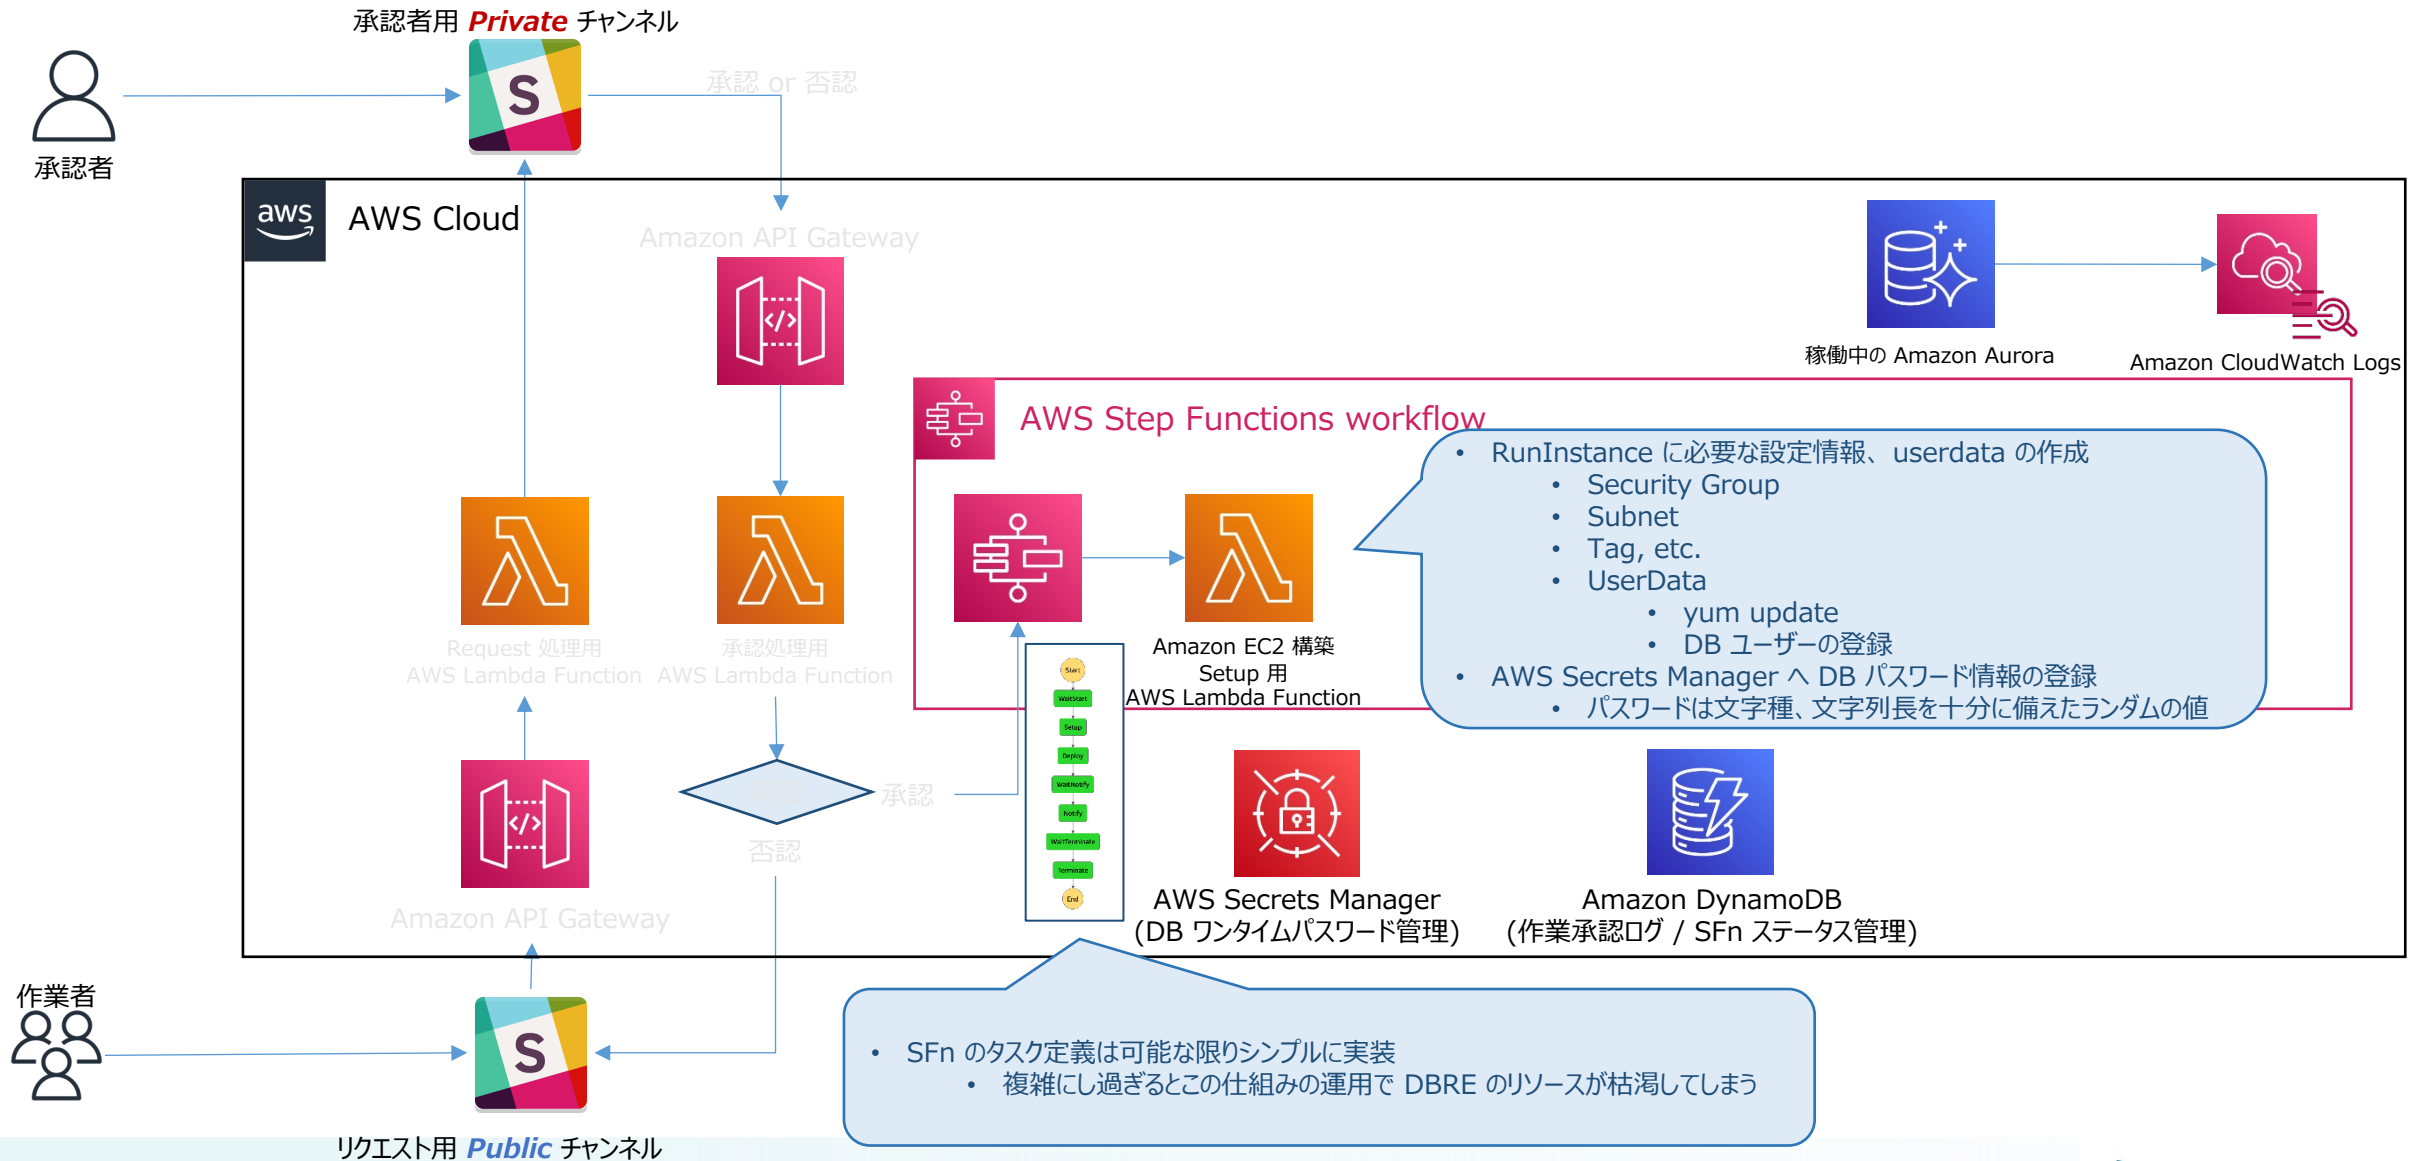 承認者用 Private チャンネル
S
承認 or 否認
承認者
aws
AWS Cloud
Amazon API Gateway
</>
稼働中の Amazon Aurora
Amazon CloudWatch Logs
AWS Step Functions workflow
• RunInstance に必要な設定情報、userdata の作成
• Security Group
• Subnet
• Tag, etc.
• UserData
• yum update
• DB ユーザーの登録
• AWS Secrets Manager へ DB パスワード情報の登録
• パスワードは文字種、文字列長を十分に備えたランダムの値
Request 処理用
AWS Lambda Function
承認処理用
AWS Lambda Function
Amazon EC2 構築
Setup 用
AWS Lambda Function
Start
WaitStart
Setup
Deploy
WaitNotify
Notify
WaitTerminate
Terminate
End
承認
否認
</>
Amazon API Gateway
AWS Secrets Manager
(DB ワンタイムパスワード管理)
Amazon DynamoDB
(作業承認ログ / SFn ステータス管理)
作業者
S
• SFn のタスク定義は可能な限りシンプルに実装
• 複雑にし過ぎるとこの仕組みの運用で DBRE のリソースが枯渇してしまう
リクエスト用 Public チャンネル